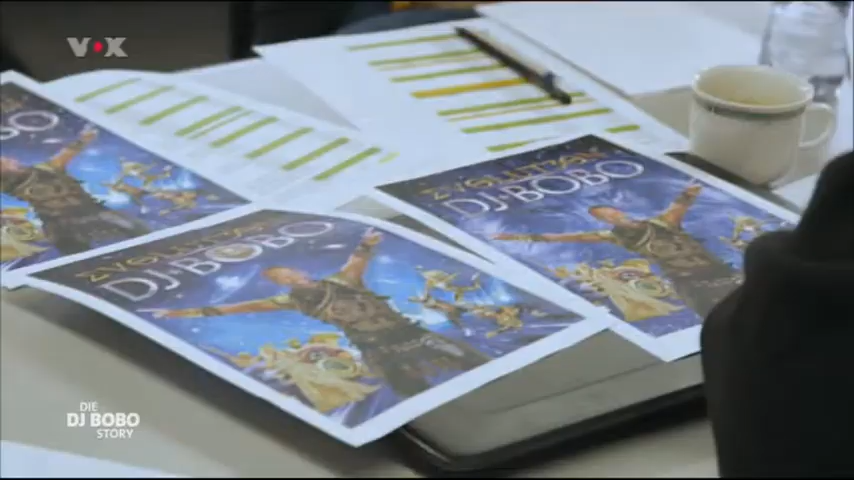 VOX
EVOLUTION
DJ BOBO
EVOLUTION
DJ BOBO
DIE
DJ BOBO
STORY